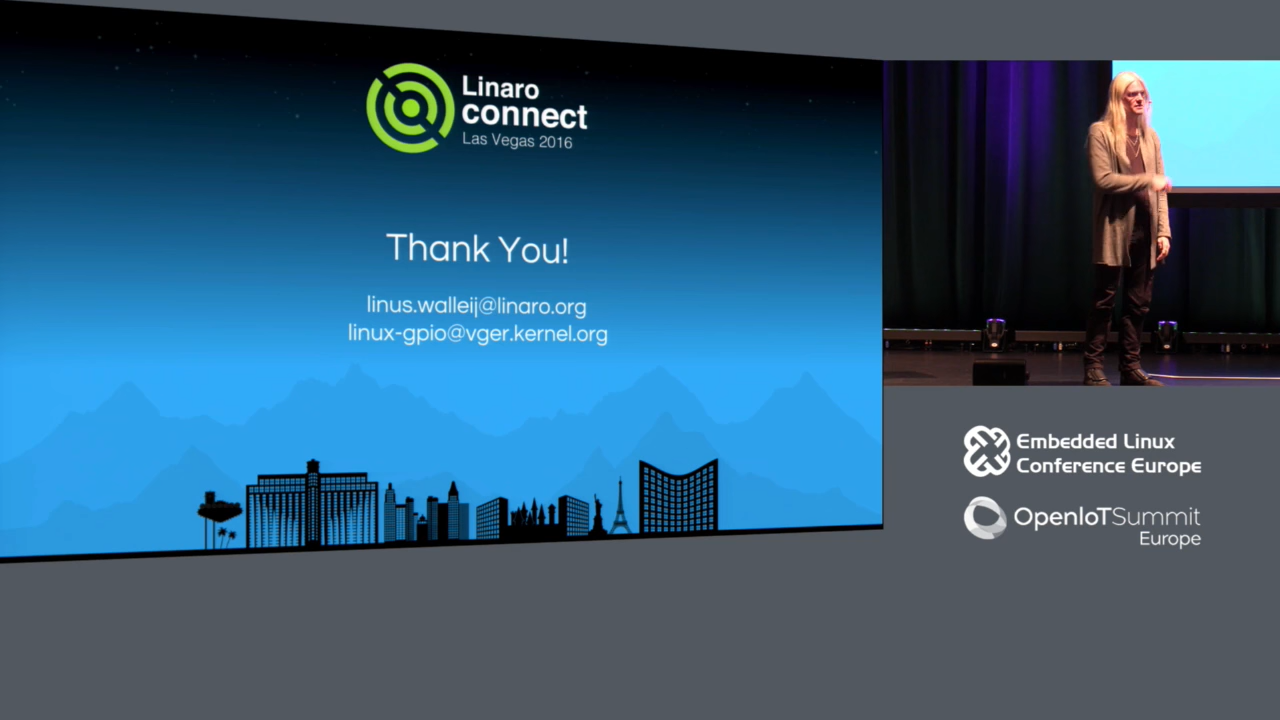 Linaro
connect
Las Vegas 2016
Thank You!
linus.walleij@linaro.org
linux-gpio@vger.kernel.org
Embedded Linux
Conference Europe
OpenIoTSummit
Europe